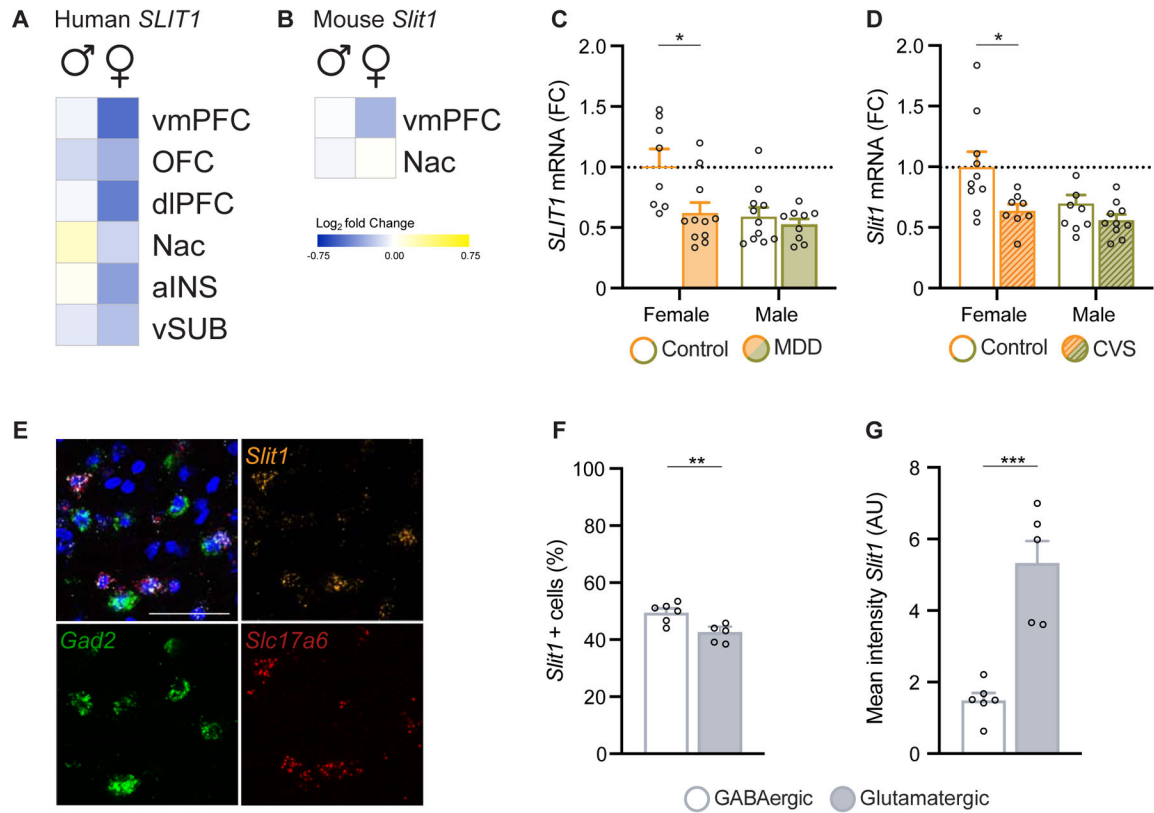 A Human SLIT1
♂ ♀
vmPFC
OFC
dlPFC
Nac
aINS
vSUB
B Mouse Slit1
♂ ♀
vmPFC
Nac
Log2 fold Change
-0.75 0.00 0.75
C
SLIT1 mRNA (FC)
2.0
1.5
1.0
0.5
0
*
Female Male
Control MDD
D
Slit1 mRNA (FC)
2.0
1.5
1.0
0.5
0
*
Female Male
Control CVS
E
Slit1
Gad2
Slc17a6
F
Slit1 + cells (%)
100
80
60
40
20
0
**
G
Mean intensity Slit1 (AU)
8
6
4
2
0
***
GABAergic Glutamatergic